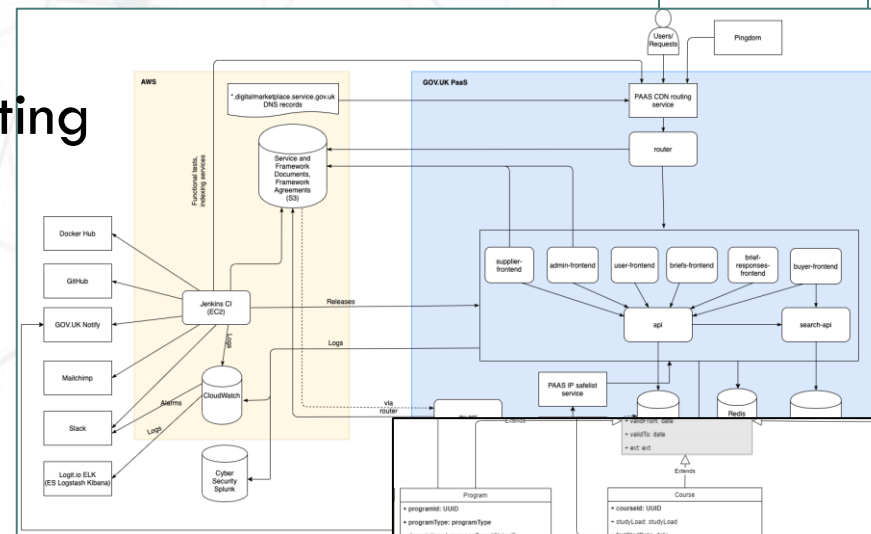 ting
Users/
Requests
Pingdom
AWS
GOV.UK PaaS
*.digitalmarketplace.service.gov.uk
DNS records
PAAS CDN routing
service
router
Functional tests,
indexing services
Service and
Framework
Documents,
Framework
Agreements
(S3)
Docker Hub
GitHub
GOV.UK Notify
Mailchimp
Slack
Logit.io ELK
(ES Logstash Kibana)
Jenkins CI
(EC2)
Releases
Logs
Logs
CloudWatch
Alarms
Logs
Cyber
Security
Splunk
via
router
supplier-
frontend
admin-frontend
user-frontend
briefs-frontend
brief-
responses-
frontend
buyer-frontend
api
search-api
PAAS IP safelist
service
Redis
Extends
+ validFrom: date
+ validTo: date
+ ext: ext
Extends
Program
+ programId: UUID
+ programType: programType
Course
+ courseId: UUID
+ studyLoad: studyLoad